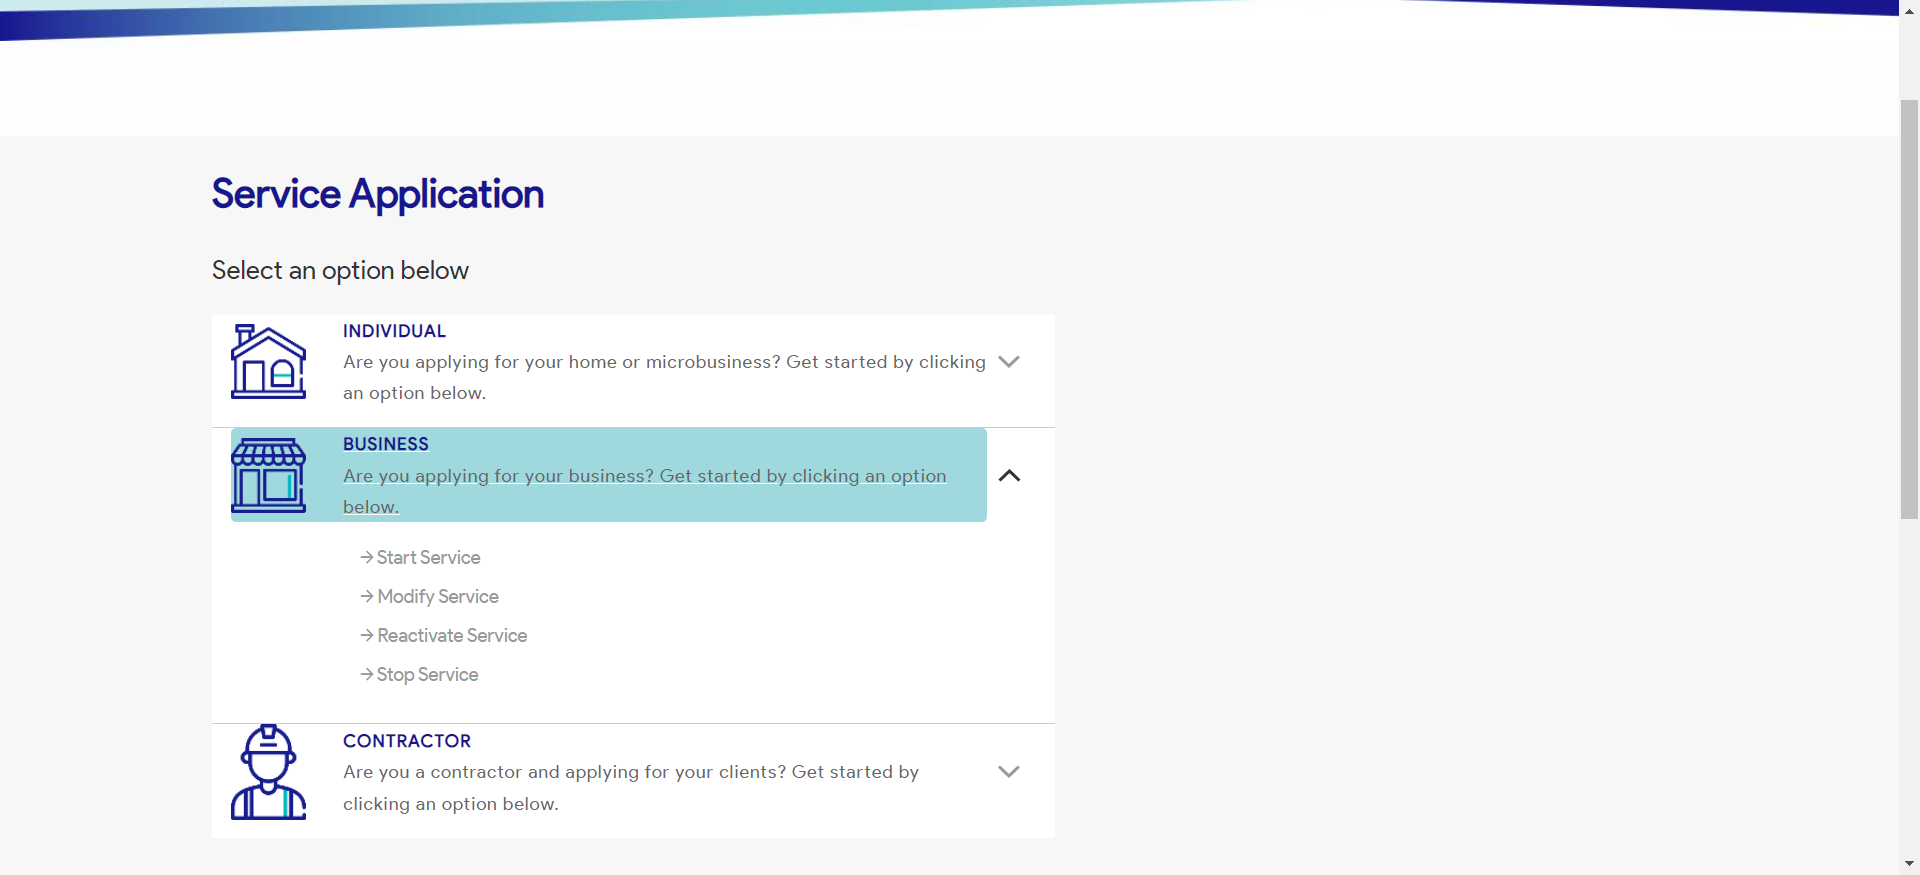 Service Application
Select an option below
INDIVIDUAL
Are you applying for your home or microbusiness? Get started by clicking
an option below.
BUSINESS
Are you applying for your business? Get started by clicking an option
below.
→ Start Service
→ Modify Service
→ Reactivate Service
→ Stop Service
CONTRACTOR
Are you a contractor and applying for your clients? Get started by
clicking an option below.